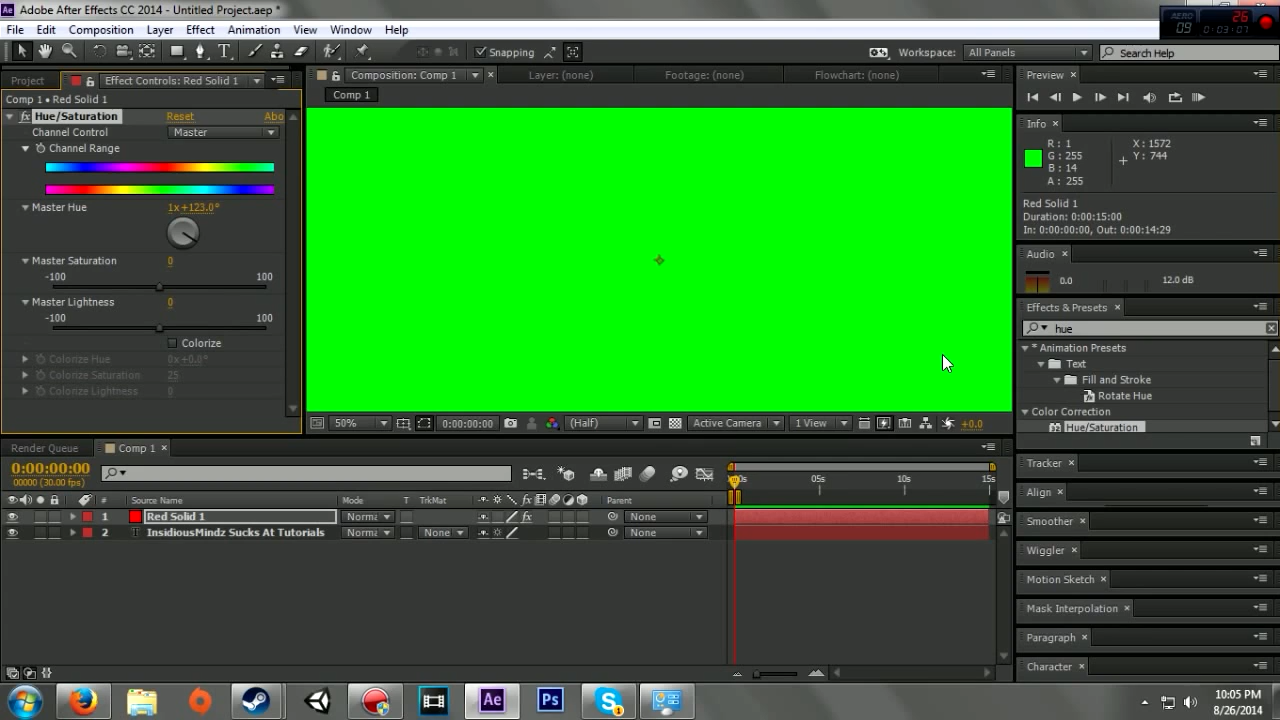 Adobe After Effects CC 2014 - Untitled Project.aep *
File Edit Composition Layer Effect Animation View Window Help
26
09 0:03:07
Snapping
Workspace: All Panels
Search Help
Project Effect Controls: Red Solid 1
Composition: Comp 1 Layer: (none) Footage: (none) Flowchart: (none)
Comp 1 • Red Solid 1
Comp 1
Hue/Saturation Reset Abo
Channel Control Master
Channel Range
Master Hue 1x+123.0°
Master Saturation 0
-100 100
Master Lightness 0
-100 100
Colorize
Colorize Hue 0x+0.0°
Colorize Saturation 25
Colorize Lightness 0
50% 0:00:00:00 (Half) Active Camera 1 View +0.0
Preview
Info
R : 1 X : 1572
G : 255 Y : 744
B : 14
A : 255
Red Solid 1
Duration: 0:00:15:00
In: 0:00:00:00, Out: 0:00:14:29
Audio
0.0 12.0 dB
Effects & Presets
hue
* Animation Presets
Text
Fill and Stroke
Rotate Hue
Color Correction
Hue/Saturation
Tracker
Align
Smoother
Wiggler
Motion Sketch
Mask Interpolation
Paragraph
Character
Render Queue Comp 1
0:00:00:00
00000 (30.00 fps)
05s 10s 15s
# Source Name Mode T TrkMat Parent
1 Red Solid 1 Norma None
2 T InsidiousMindz Sucks At Tutorials Norma None None
Ae Ps
10:05 PM
8/26/2014